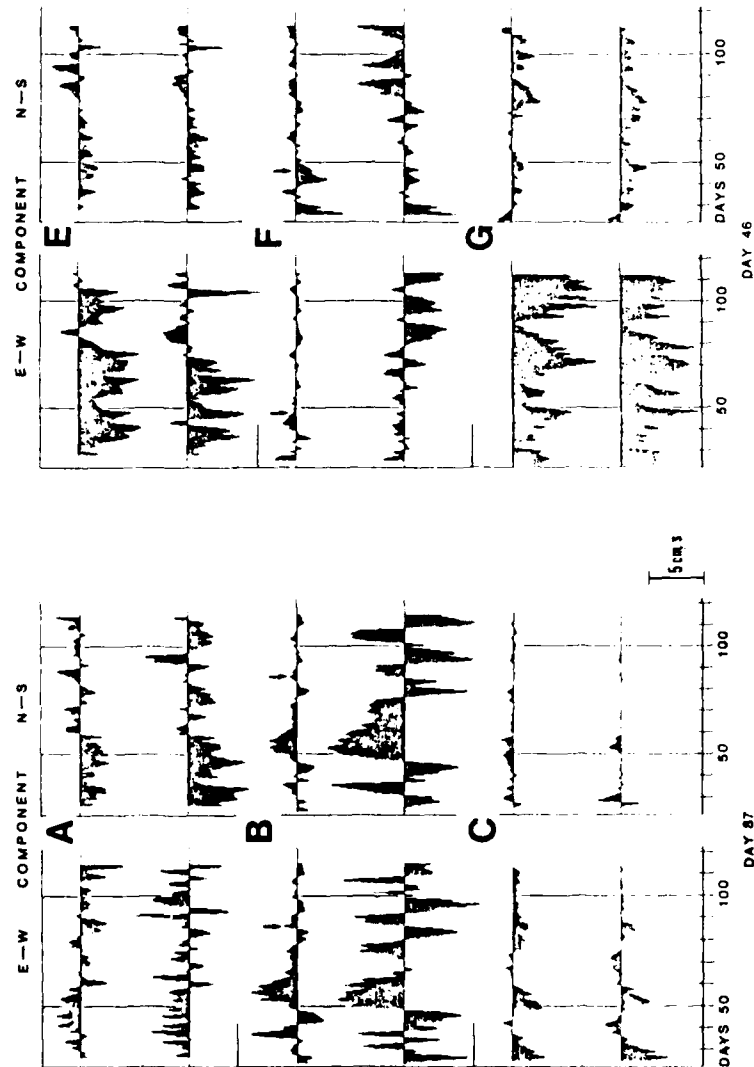 E-W COMPONENT N-S
A
B
C
DAYS 50 100 50 100
DAY 87
5 cm/s
E-W COMPONENT N-S
E
F
G
50 100 DAYS 50 100
DAY 46